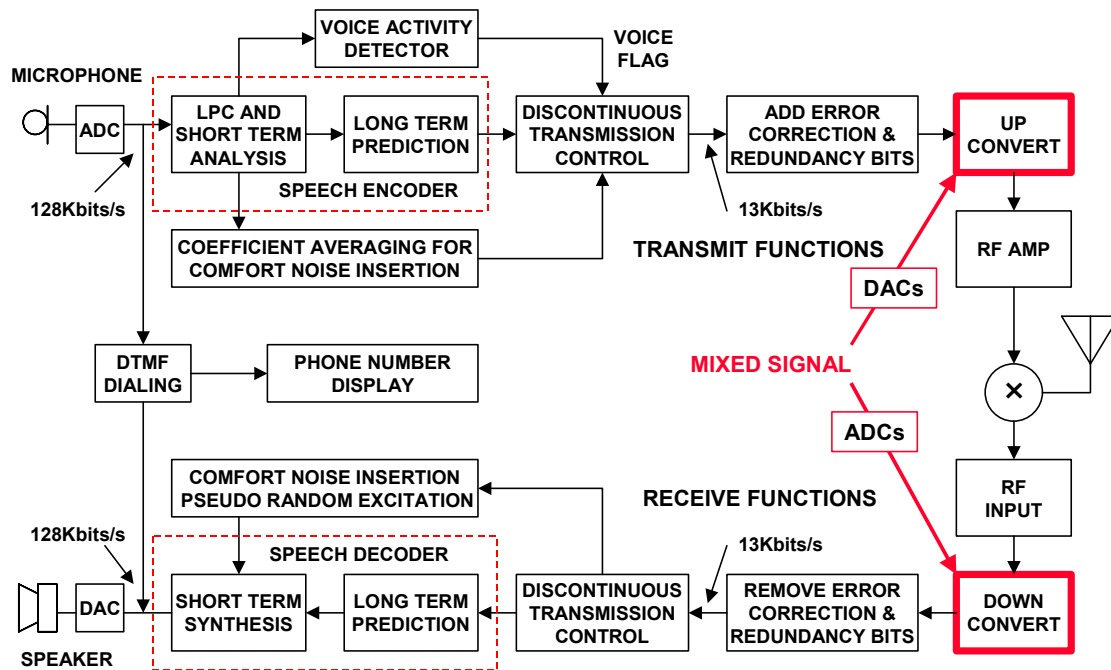 VOICE ACTIVITY
DETECTOR
VOICE
FLAG
MICROPHONE
ADC
LPC AND
SHORT TERM
ANALYSIS
LONG TERM
PREDICTION
SPEECH ENCODER
DISCONTINUOUS
TRANSMISSION
CONTROL
ADD ERROR
CORRECTION &
REDUNDANCY BITS
UP
CONVERT
128Kbits/s
13Kbits/s
COEFFICIENT AVERAGING FOR
COMFORT NOISE INSERTION
TRANSMIT FUNCTIONS
RF AMP
DACs
DTMF
DIALING
PHONE NUMBER
DISPLAY
MIXED SIGNAL
×
ADCs
COMFORT NOISE INSERTION
PSEUDO RANDOM EXCITATION
RECEIVE FUNCTIONS
RF
INPUT
128Kbits/s
SPEECH DECODER
13Kbits/s
DAC
SHORT TERM
SYNTHESIS
LONG TERM
PREDICTION
DISCONTINUOUS
TRANSMISSION
CONTROL
REMOVE ERROR
CORRECTION &
REDUNDANCY BITS
DOWN
CONVERT
SPEAKER